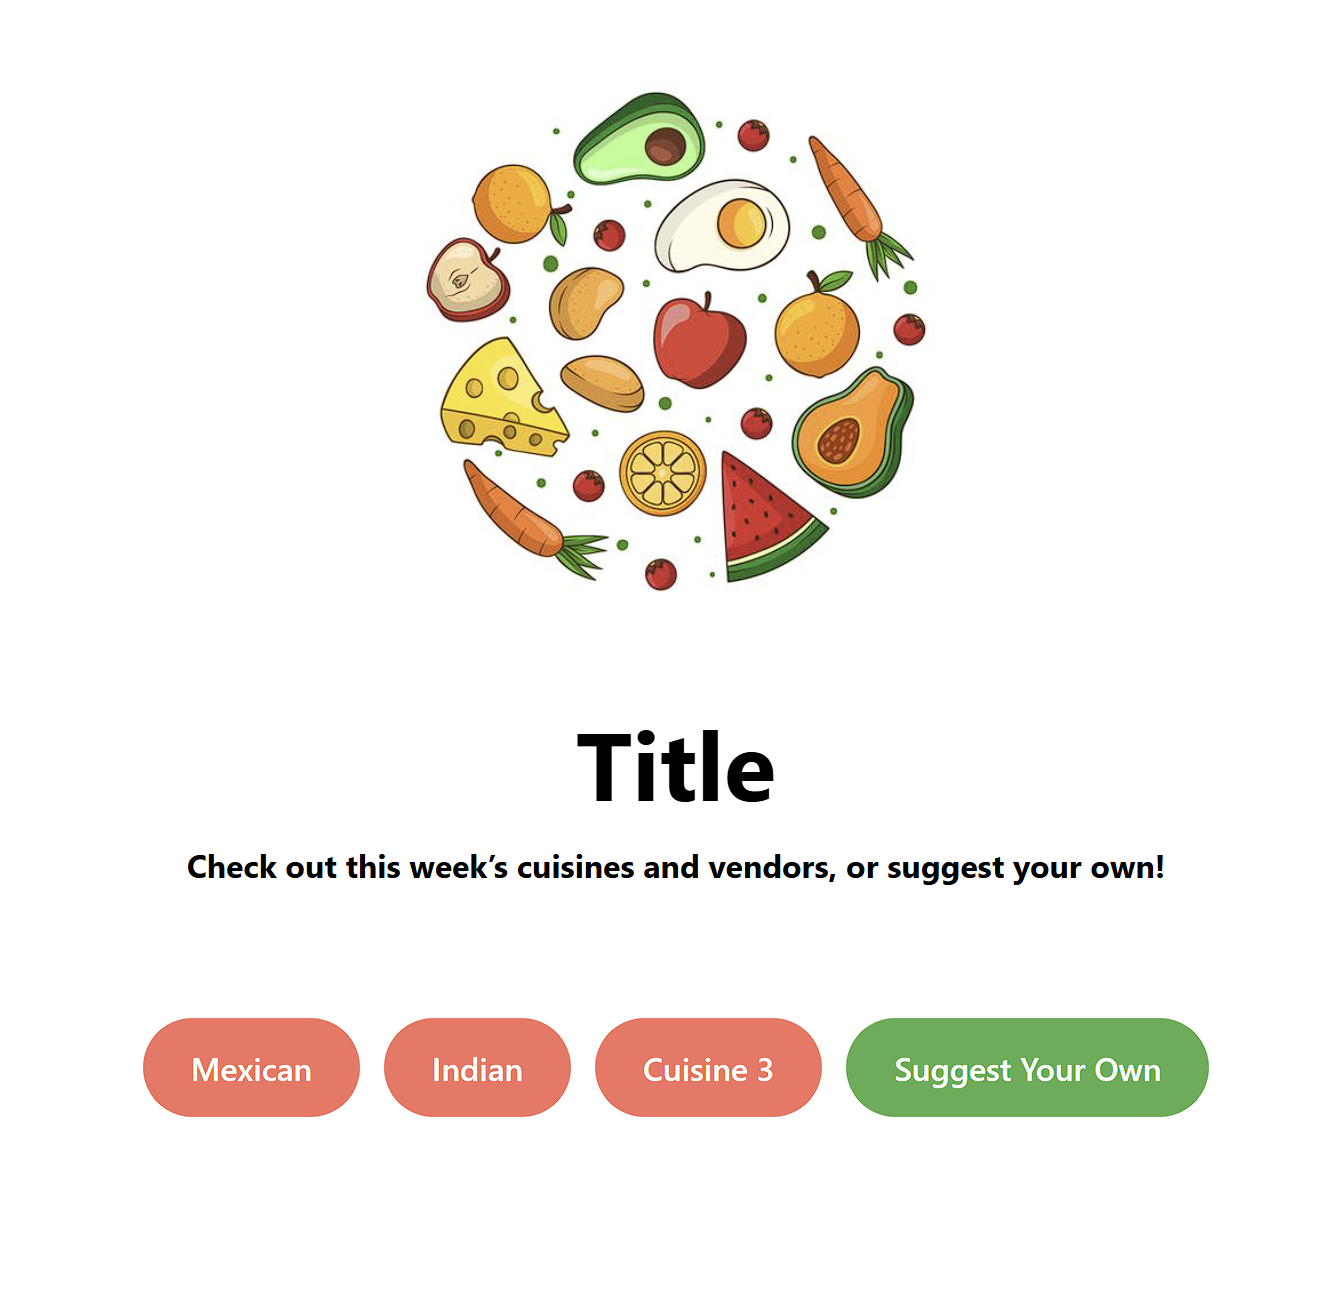 Title
Check out this week’s cuisines and vendors, or suggest your own!
Mexican
Indian
Cuisine 3
Suggest Your Own